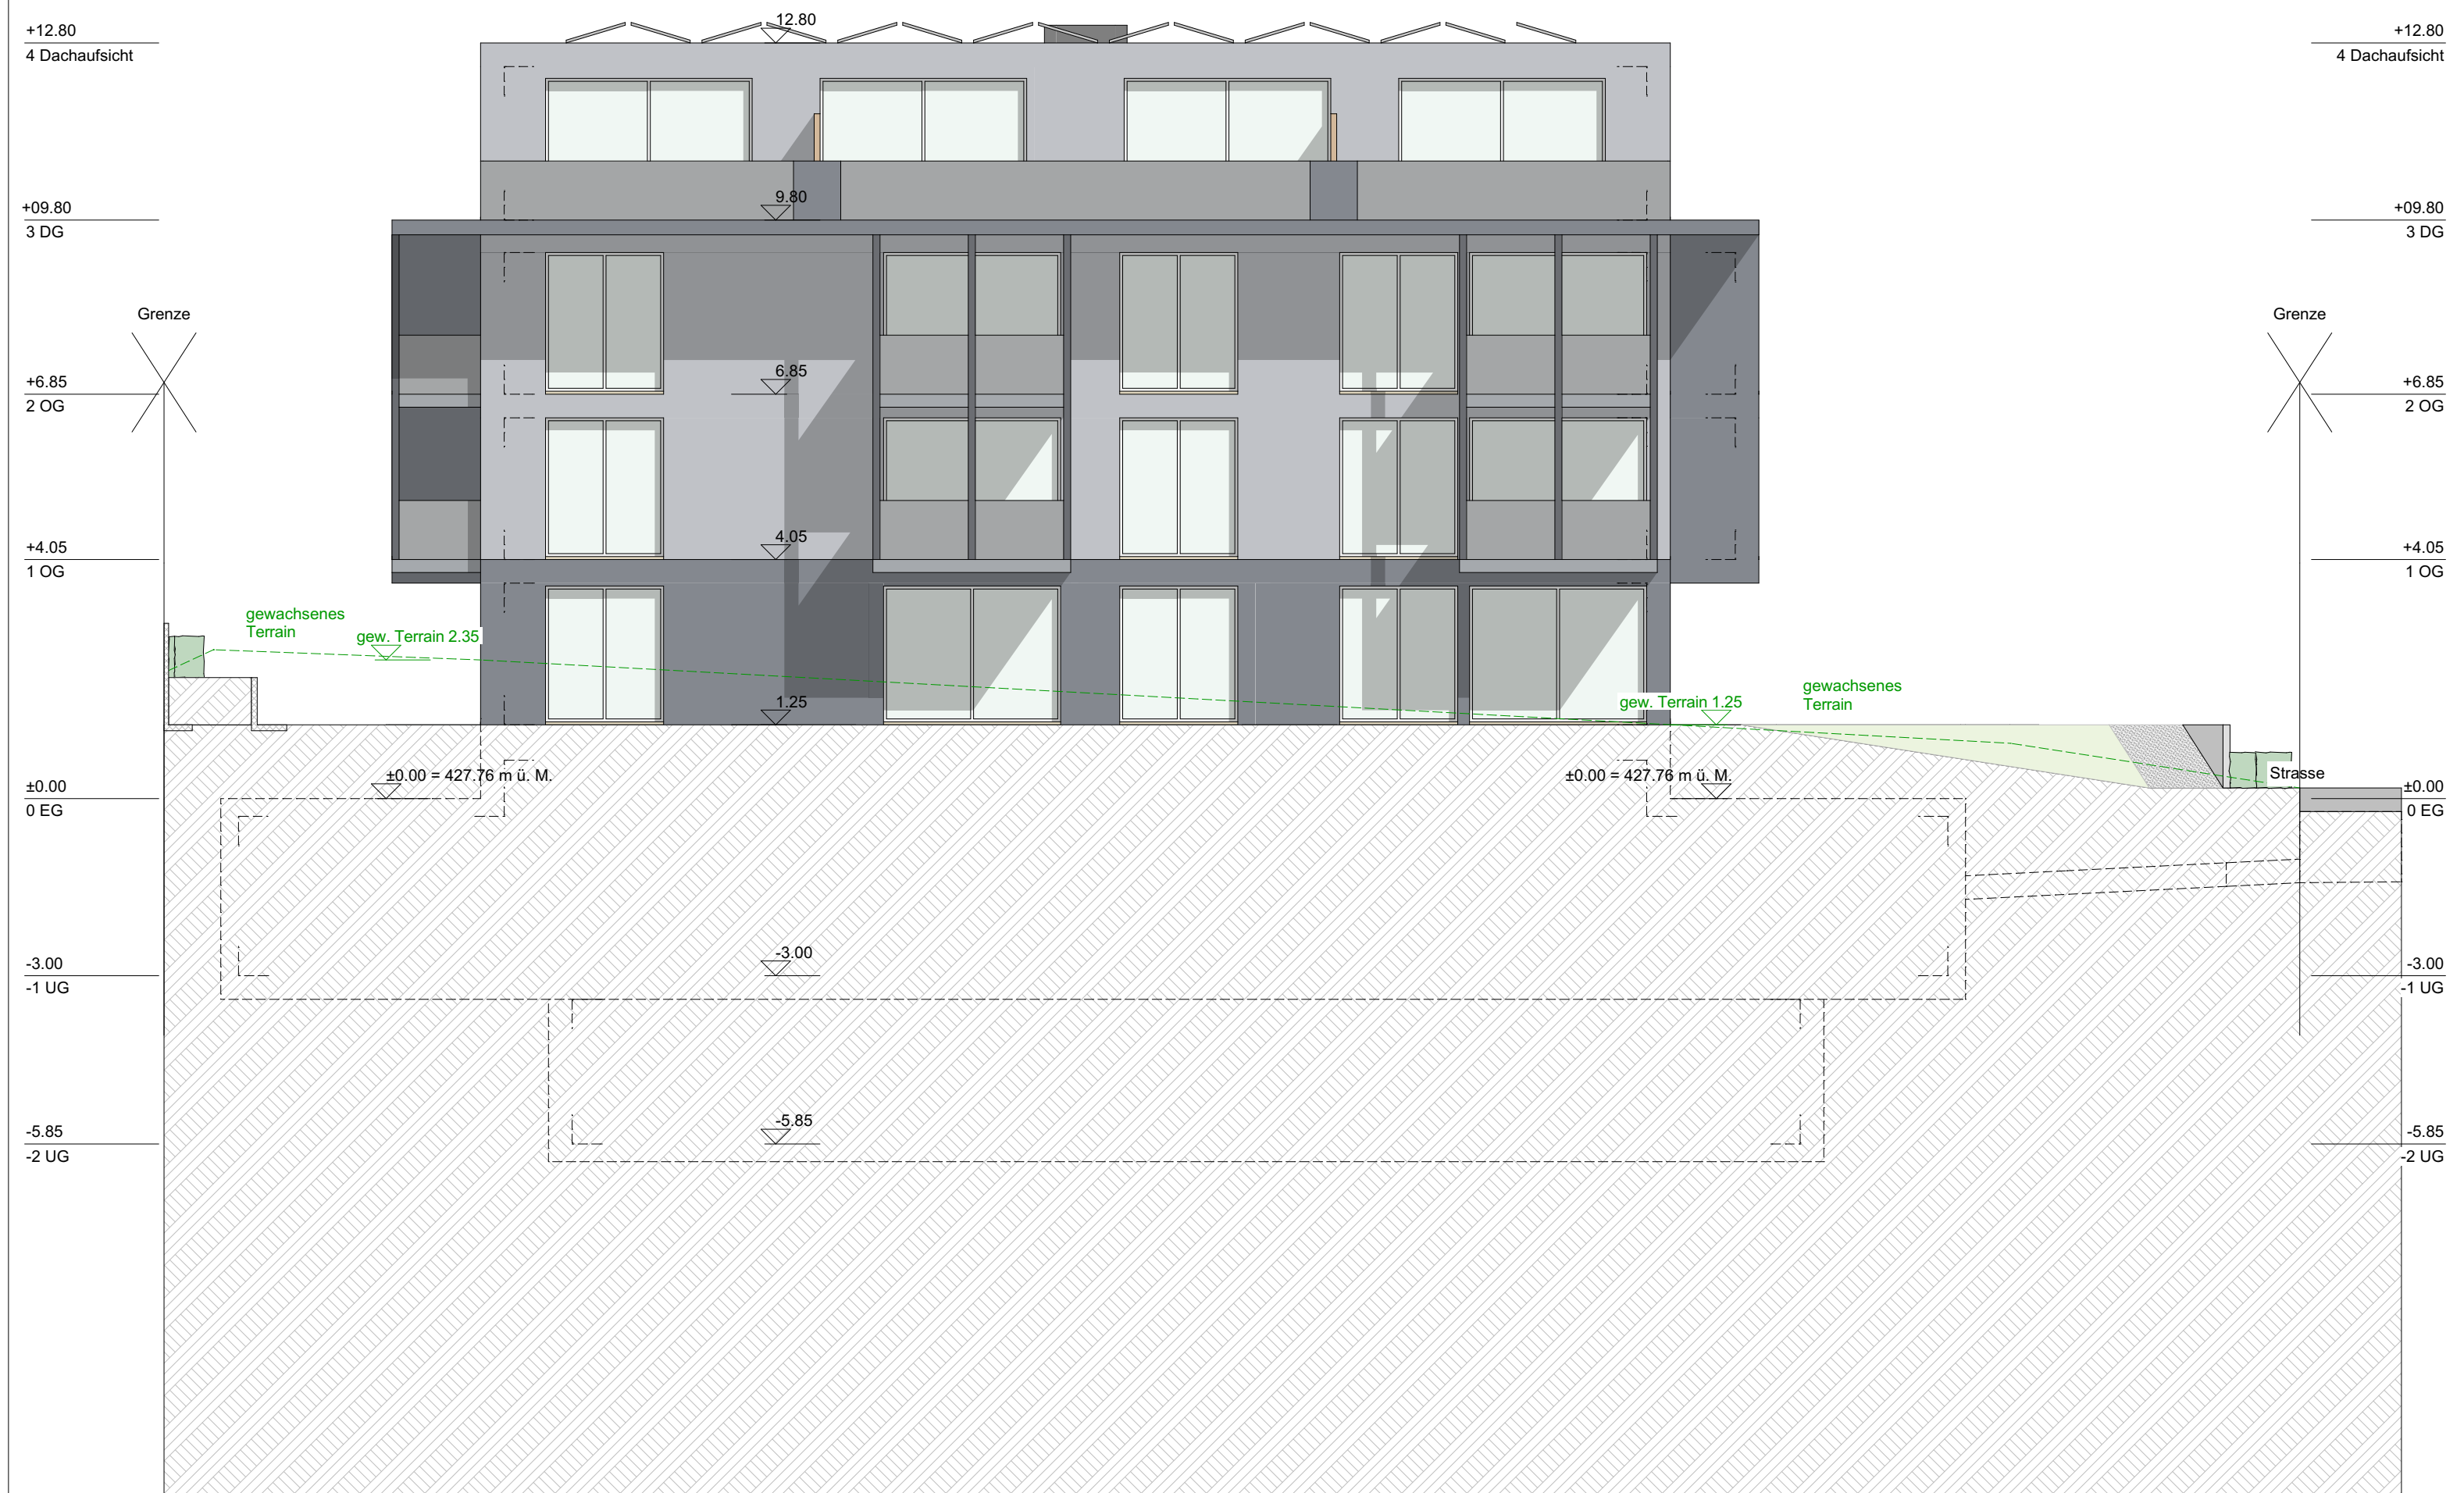 +12.80
4 Dachaufsicht
12.80
+12.80
4 Dachaufsicht
+09.80
3 DG
9.80
+09.80
3 DG
Grenze
Grenze
+6.85
2 OG
6.85
+6.85
2 OG
+4.05
1 OG
4.05
+4.05
1 OG
gewachsenes
Terrain
gew. Terrain 2.35
1.25
gew. Terrain 1.25
gewachsenes
Terrain
±0.00
0 EG
±0.00 = 427.76 m ü. M.
±0.00 = 427.76 m ü. M.
Strasse
±0.00
0 EG
-3.00
-1 UG
-3.00
-3.00
-1 UG
-5.85
-2 UG
-5.85
-5.85
-2 UG